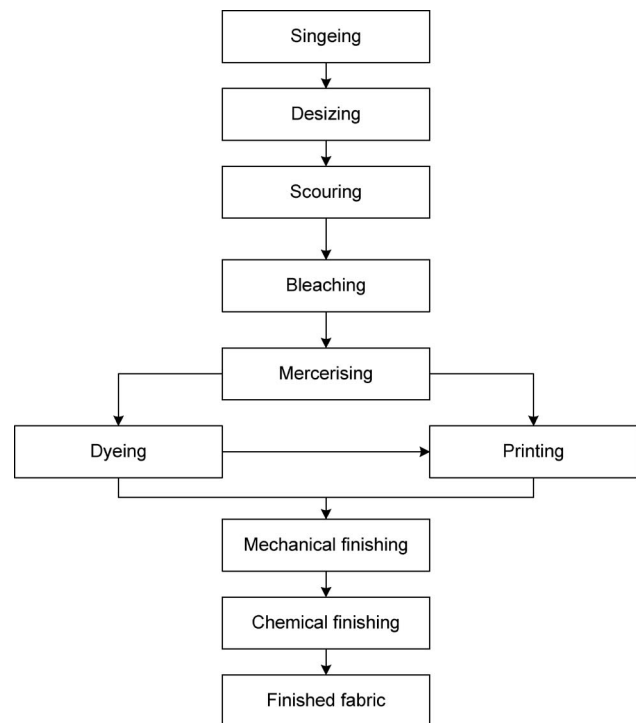 Singeing
Desizing
Scouring
Bleaching
Mercerising
Dyeing
Printing
Mechanical finishing
Chemical finishing
Finished fabric